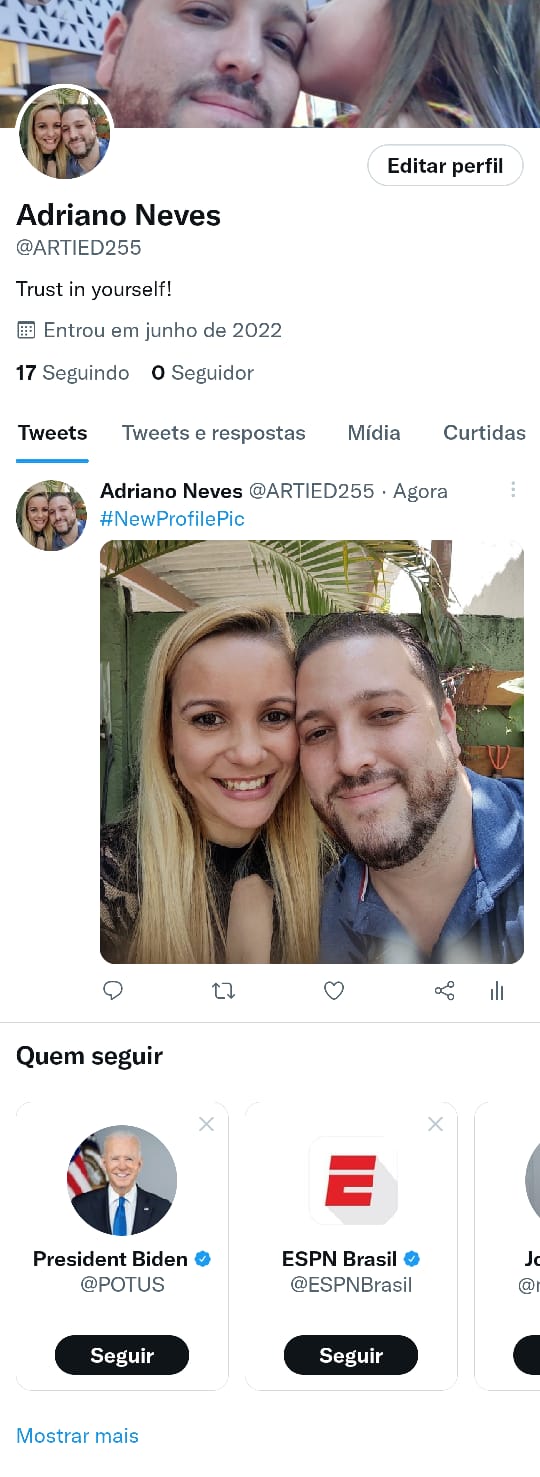 Editar perfil
Adriano Neves
@ARTIED255
Trust in yourself!
Entrou em junho de 2022
17 Seguindo 0 Seguidor
Tweets Tweets e respostas Mídia Curtidas
Adriano Neves @ARTIED255 · Agora
#NewProfilePic
Quem seguir
President Biden
@POTUS
Seguir
ESPN Brasil
@ESPNBrasil
Seguir
Mostrar mais